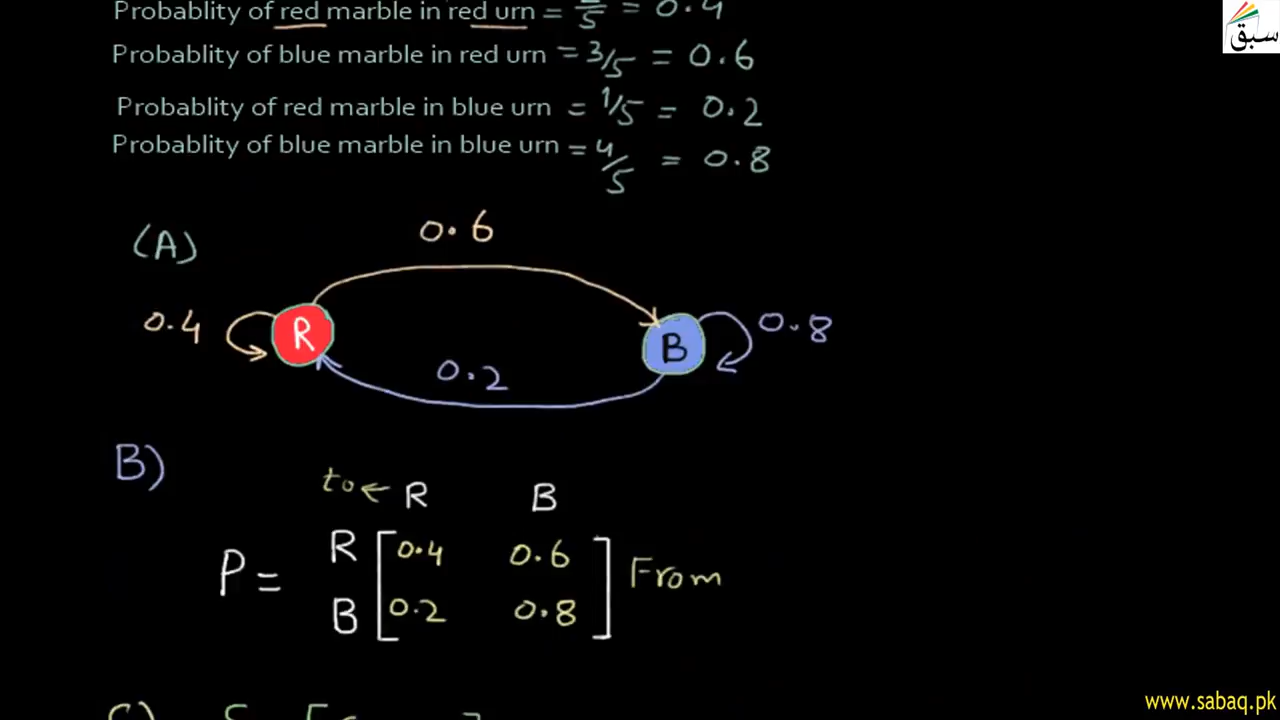 Probablity of red marble in red urn = 2/5 = 0.4
Probablity of blue marble in red urn = 3/5 = 0.6
Probablity of red marble in blue urn = 1/5 = 0.2
Probablity of blue marble in blue urn = 4/5 = 0.8
سبق
(A)
0.6
0.4 R B 0.8
0.2
B)
to ← R B
P = R [0.4 0.6] From
B [0.2 0.8]
www.sabaq.pk